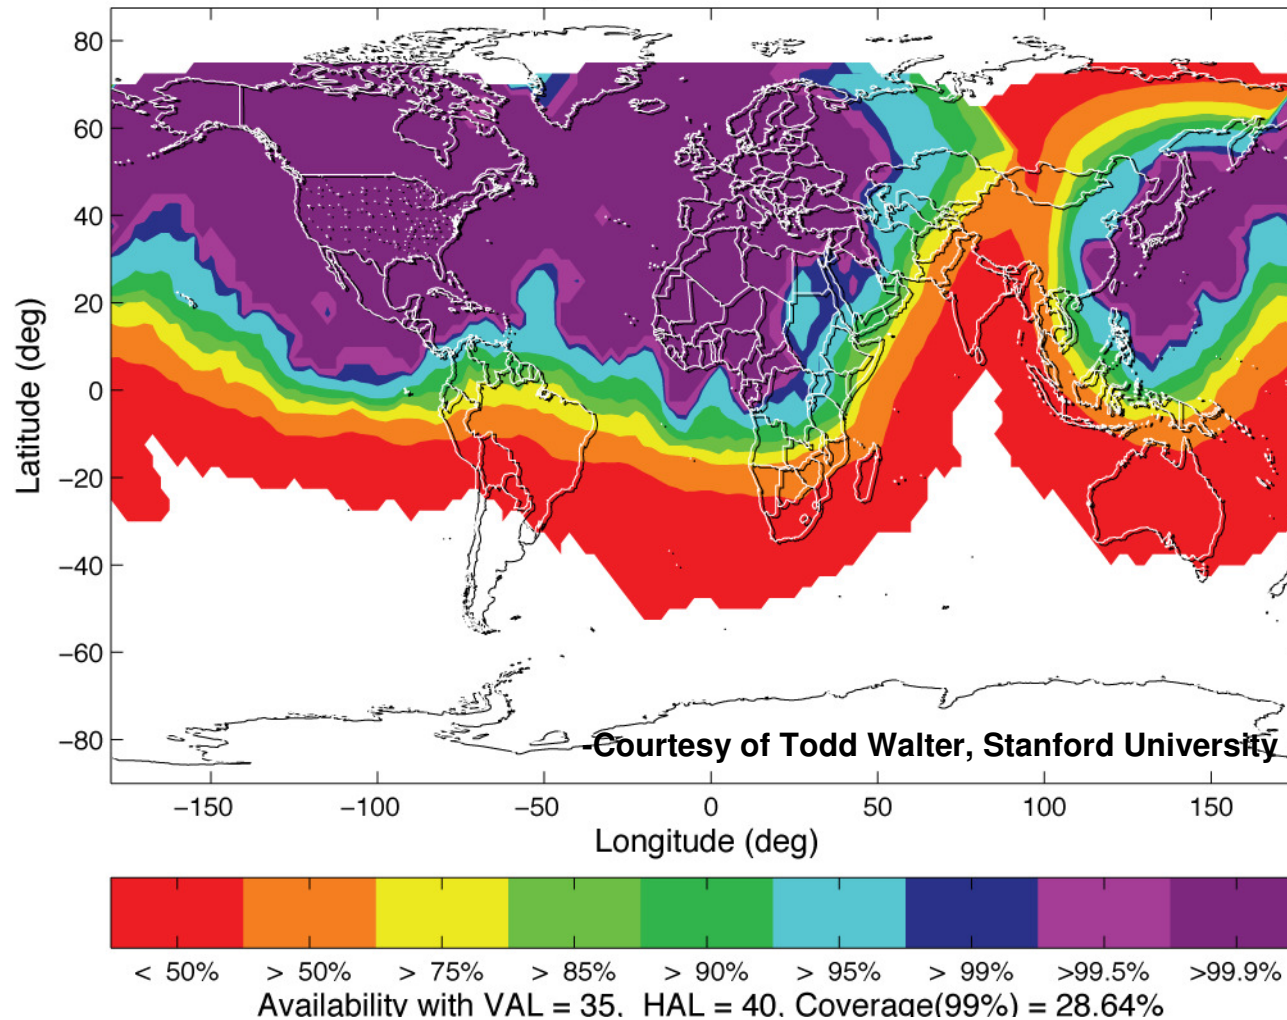 80
60
40
20
0
−20
−40
−60
−80
Latitude (deg)
-Courtesy of Todd Walter, Stanford University
−150 −100 −50 0 50 100 150
Longitude (deg)
< 50% > 50% > 75% > 85% > 90% > 95% > 99% >99.5% >99.9%
Availability with VAL = 35, HAL = 40, Coverage(99%) = 28.64%